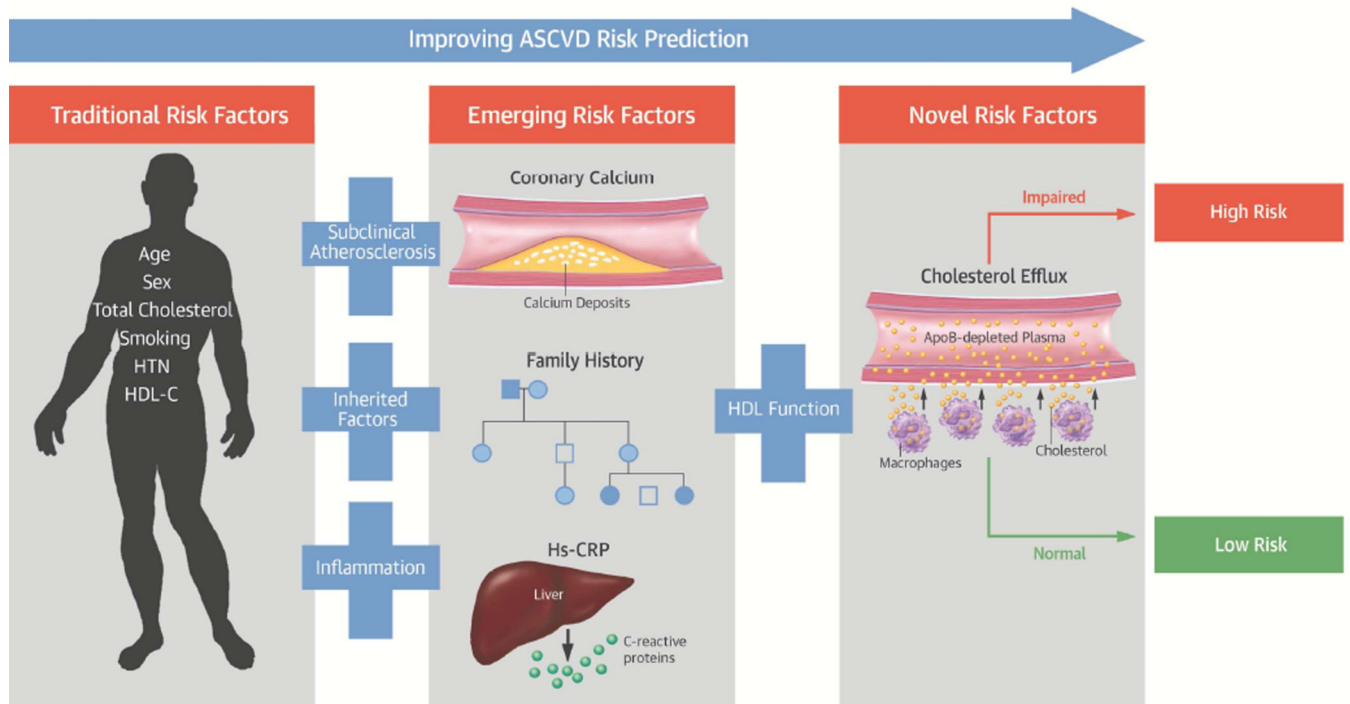 Improving ASCVD Risk Prediction
Traditional Risk Factors
Age
Sex
Total Cholesterol
Smoking
HTN
HDL-C
Subclinical
Atherosclerosis
Inherited
Factors
Inflammation
Emerging Risk Factors
Coronary Calcium
Calcium Deposits
Family History
Hs-CRP
Liver
C-reactive
proteins
HDL Function
Novel Risk Factors
Impaired
Cholesterol Efflux
ApoB-depleted Plasma
Macrophages
Cholesterol
Normal
High Risk
Low Risk